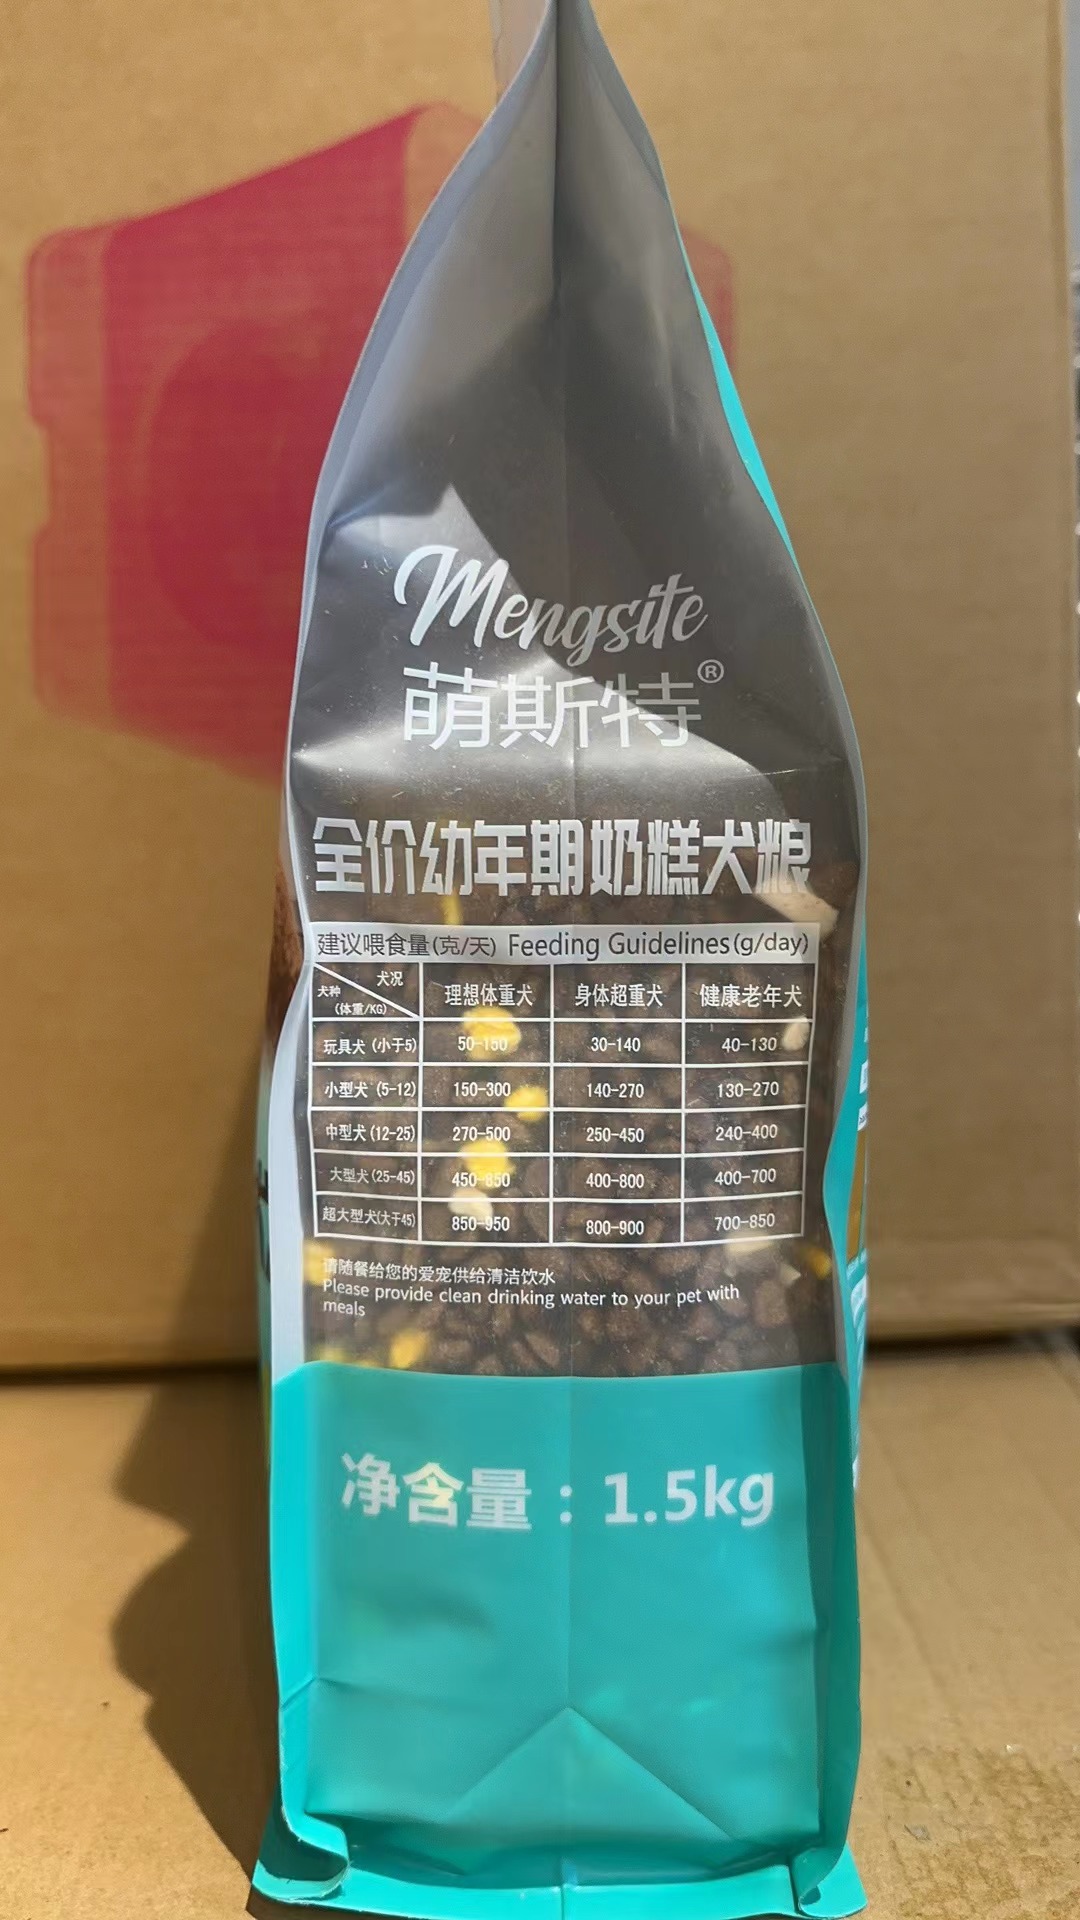 Mengsite
萌斯特®
全价幼年期奶糕犬粮
建议喂食量(克/天) Feeding Guidelines(g/day)
犬况
犬种
(体重/KG)
理想体重犬 身体超重犬 健康老年犬
玩具犬 (小于5) 50-150 30-140 40-130
小型犬 (5-12) 150-300 140-270 130-270
中型犬 (12-25) 270-500 250-450 240-400
大型犬 (25-45) 450-850 400-800 400-700
超大型犬(大于45) 850-950 800-900 700-850
请随餐给您的爱宠供给清洁饮水
Please provide clean drinking water to your pet with
meals
净含量：1.5kg